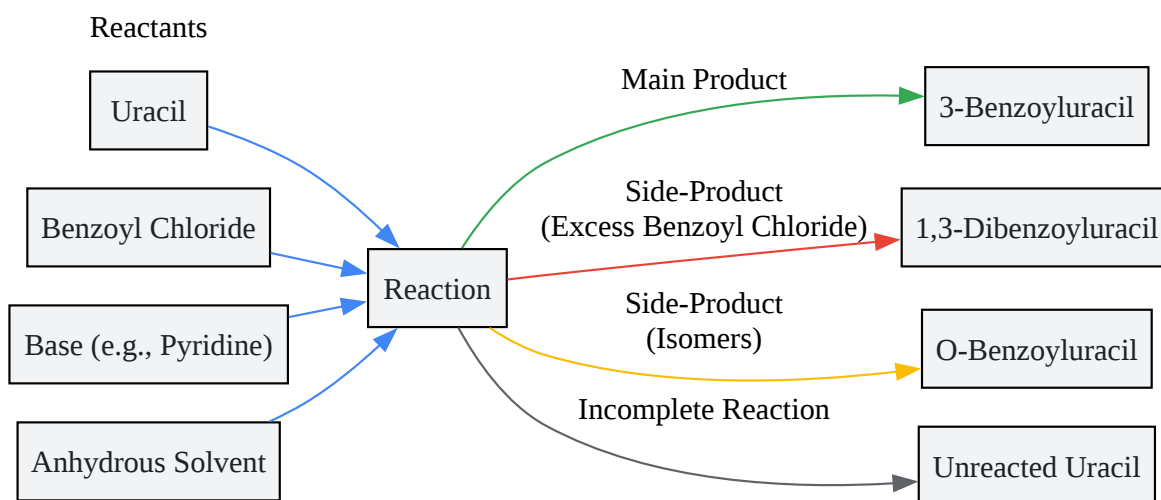 Reactants
Uracil
Benzoyl Chloride
Base (e.g., Pyridine)
Anhydrous Solvent
Reaction
Main Product
Side-Product
(Excess Benzoyl Chloride)
Side-Product
(Isomers)
Incomplete Reaction
3-Benzoyluracil
1,3-Dibenzoyluracil
O-Benzoyluracil
Unreacted Uracil